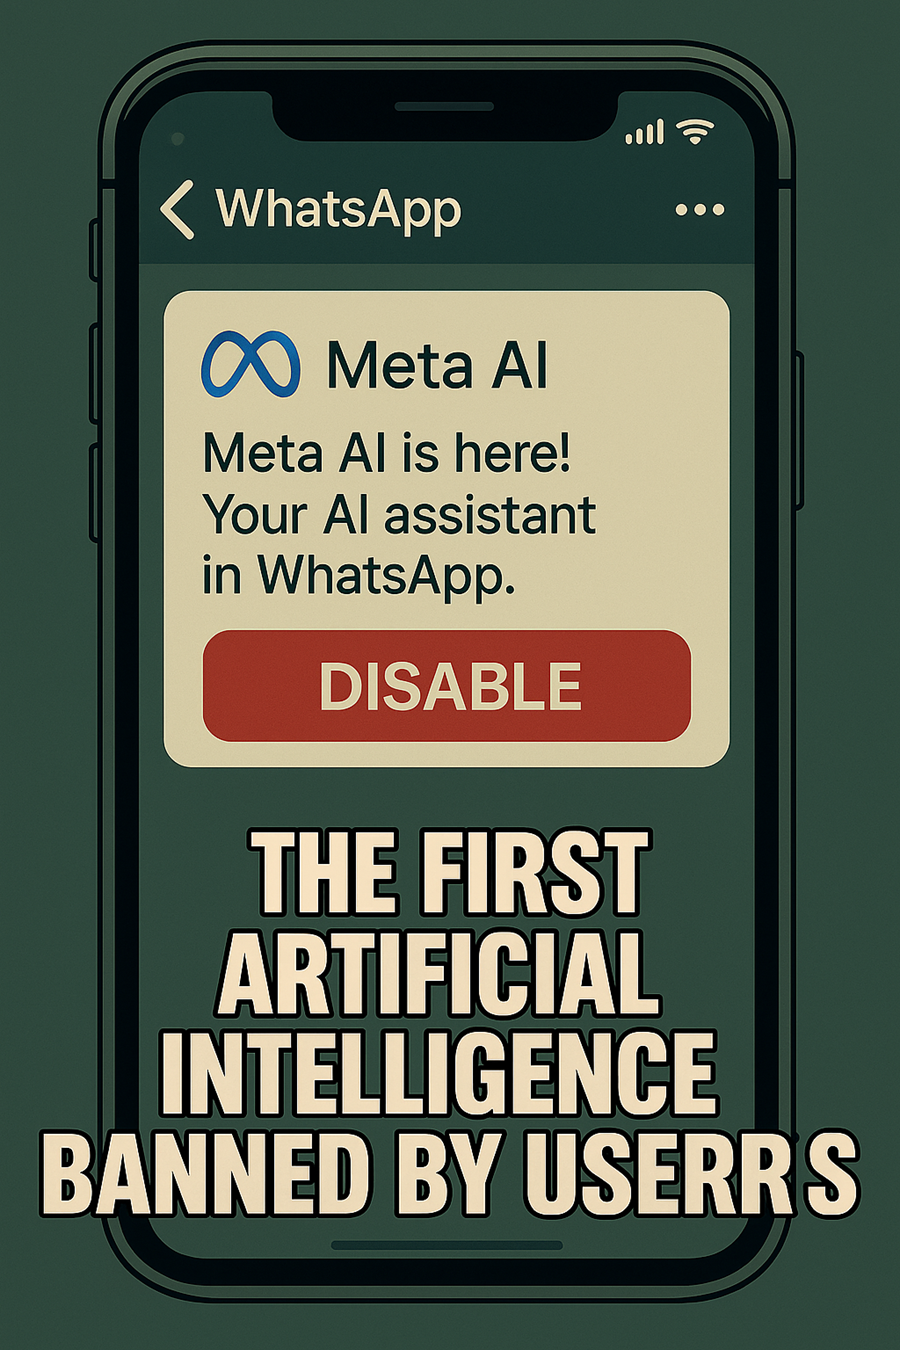 WhatsApp
Meta AI
Meta AI is here!
Your AI assistant
in WhatsApp.
DISABLE
THE FIRST
ARTIFICIAL
INTELLIGENCE
BANNED BY USERRS